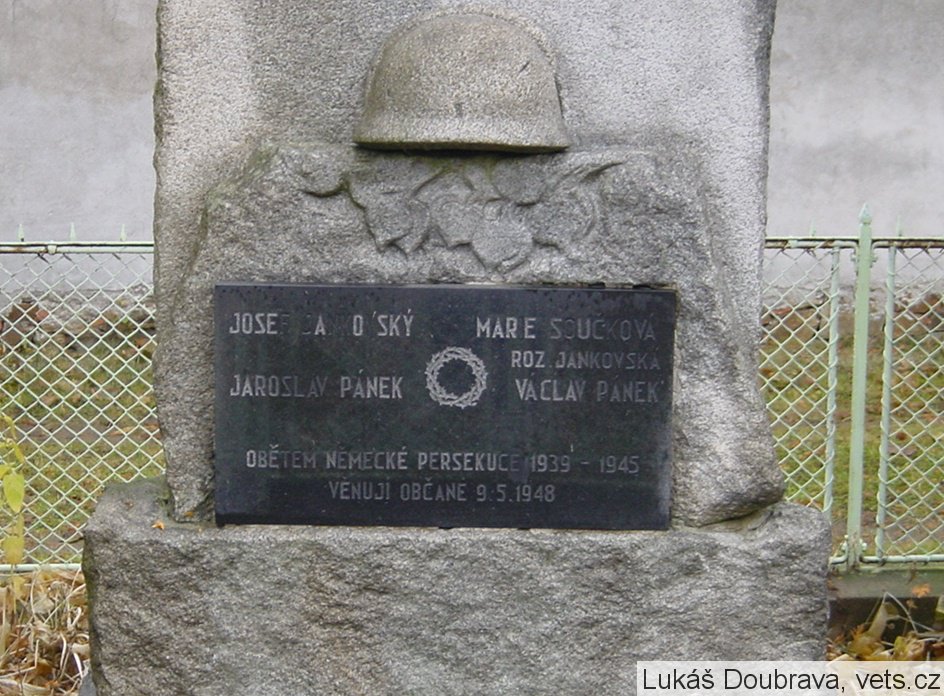 JOSEF JANKOVSKÝ
MARIE SOUČKOVÁ
ROZ. JANKOVSKÁ
JAROSLAV PÁNEK
VÁCLAV PÁNEK
OBĚTEM NĚMECKÉ PERSEKUCE 1939 - 1945
VĚNUJÍ OBČANÉ 9.5.1948
Lukáš Doubrava, vets.cz